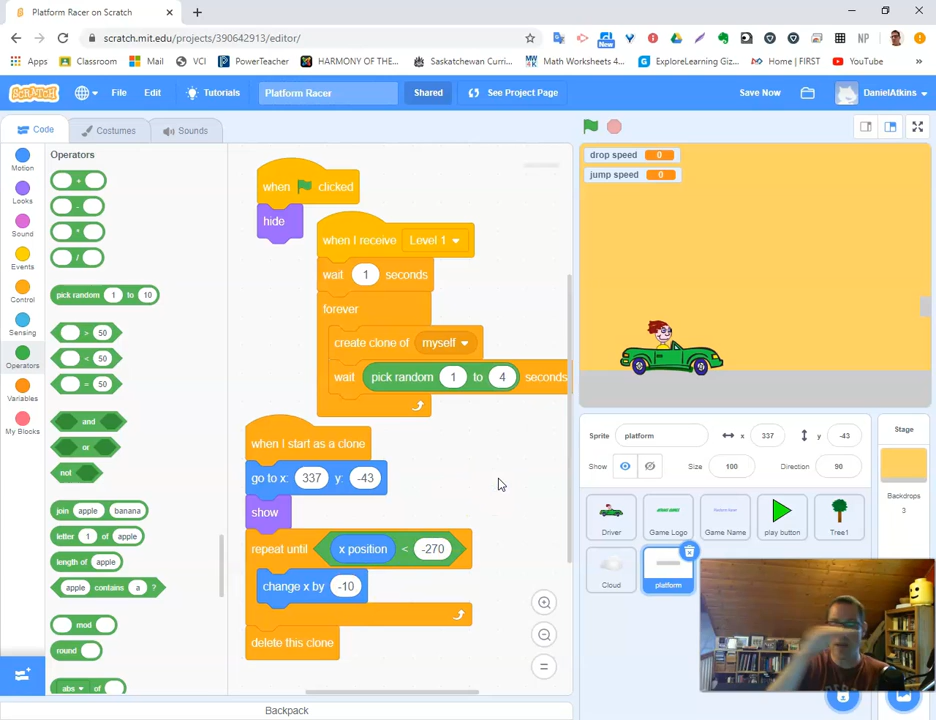 Platform Racer on Scratch
scratch.mit.edu/projects/390642913/editor/
New
NP
Apps
Classroom
Mail
VCI
PowerTeacher
HARMONY OF THE...
Saskatchewan Curri...
Math Worksheets 4...
ExploreLearning Giz...
Home | FIRST
YouTube
SCRATCH
File
Edit
Tutorials
Platform Racer
Shared
See Project Page
Save Now
DanielAtkins
Code
Costumes
Sounds
Motion
Looks
Sound
Events
Control
Sensing
Operators
Variables
My Blocks
Operators
+
-
*
/
pick random 1 to 10
> 50
< 50
= 50
and
or
not
join apple banana
letter 1 of apple
length of apple
apple contains a ?
mod
round
abs of
when clicked
hide
when I receive Level 1
wait 1 seconds
forever
create clone of myself
wait pick random 1 to 4 seconds
when I start as a clone
go to x: 337 y: -43
show
repeat until x position < -270
change x by -10
delete this clone
Backpack
drop speed 0
jump speed 0
Sprite platform x 337 y -43
Show Size 100 Direction 90
Driver
Game Logo
Game Name
play button
Tree1
Cloud
platform
Stage
Backdrops
3